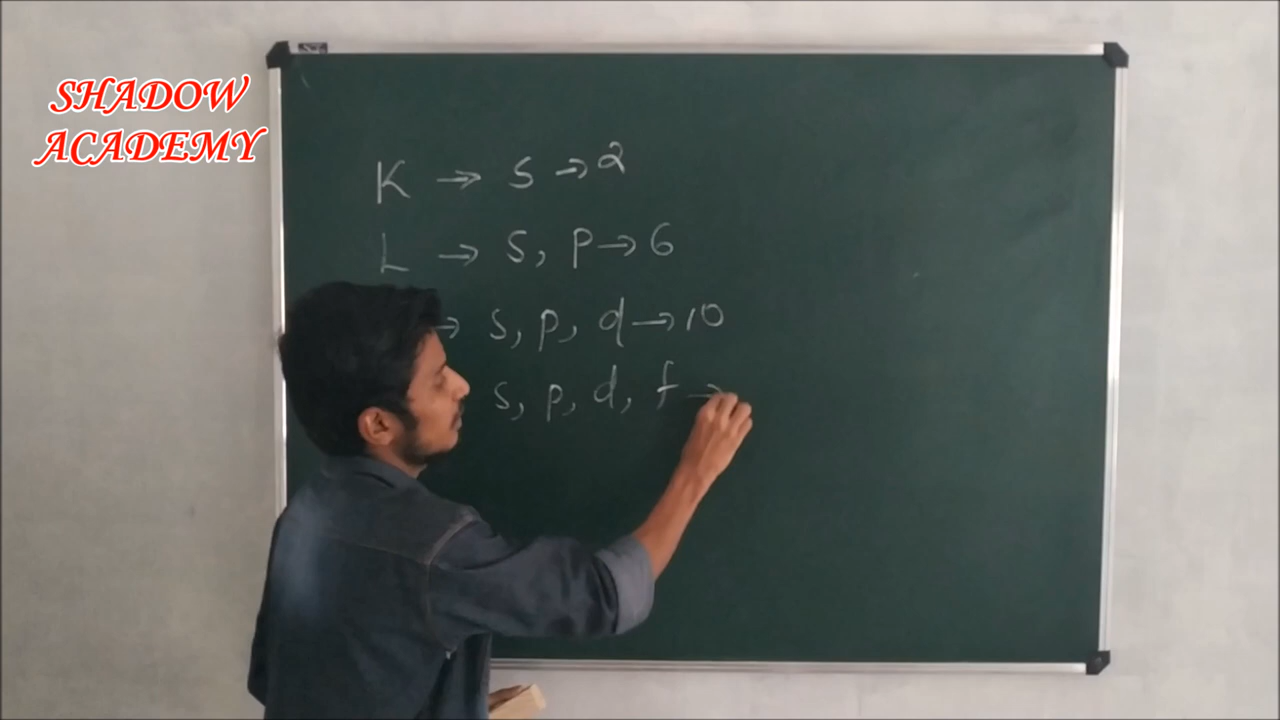 SHADOW
ACADEMY
K → S → 2
L → S, P → 6
→ s, p, d → 10
s, p, d, f →